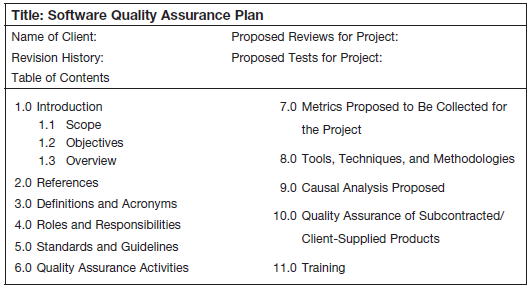 Title: Software Quality Assurance Plan
Name of Client:
Proposed Reviews for Project:
Revision History:
Proposed Tests for Project:
Table of Contents
1.0 Introduction
1.1 Scope
1.2 Objectives
1.3 Overview
2.0 References
3.0 Definitions and Acronyms
4.0 Roles and Responsibilities
5.0 Standards and Guidelines
6.0 Quality Assurance Activities
7.0 Metrics Proposed to Be Collected for
the Project
8.0 Tools, Techniques, and Methodologies
9.0 Causal Analysis Proposed
10.0 Quality Assurance of Subcontracted/
Client-Supplied Products
11.0 Training